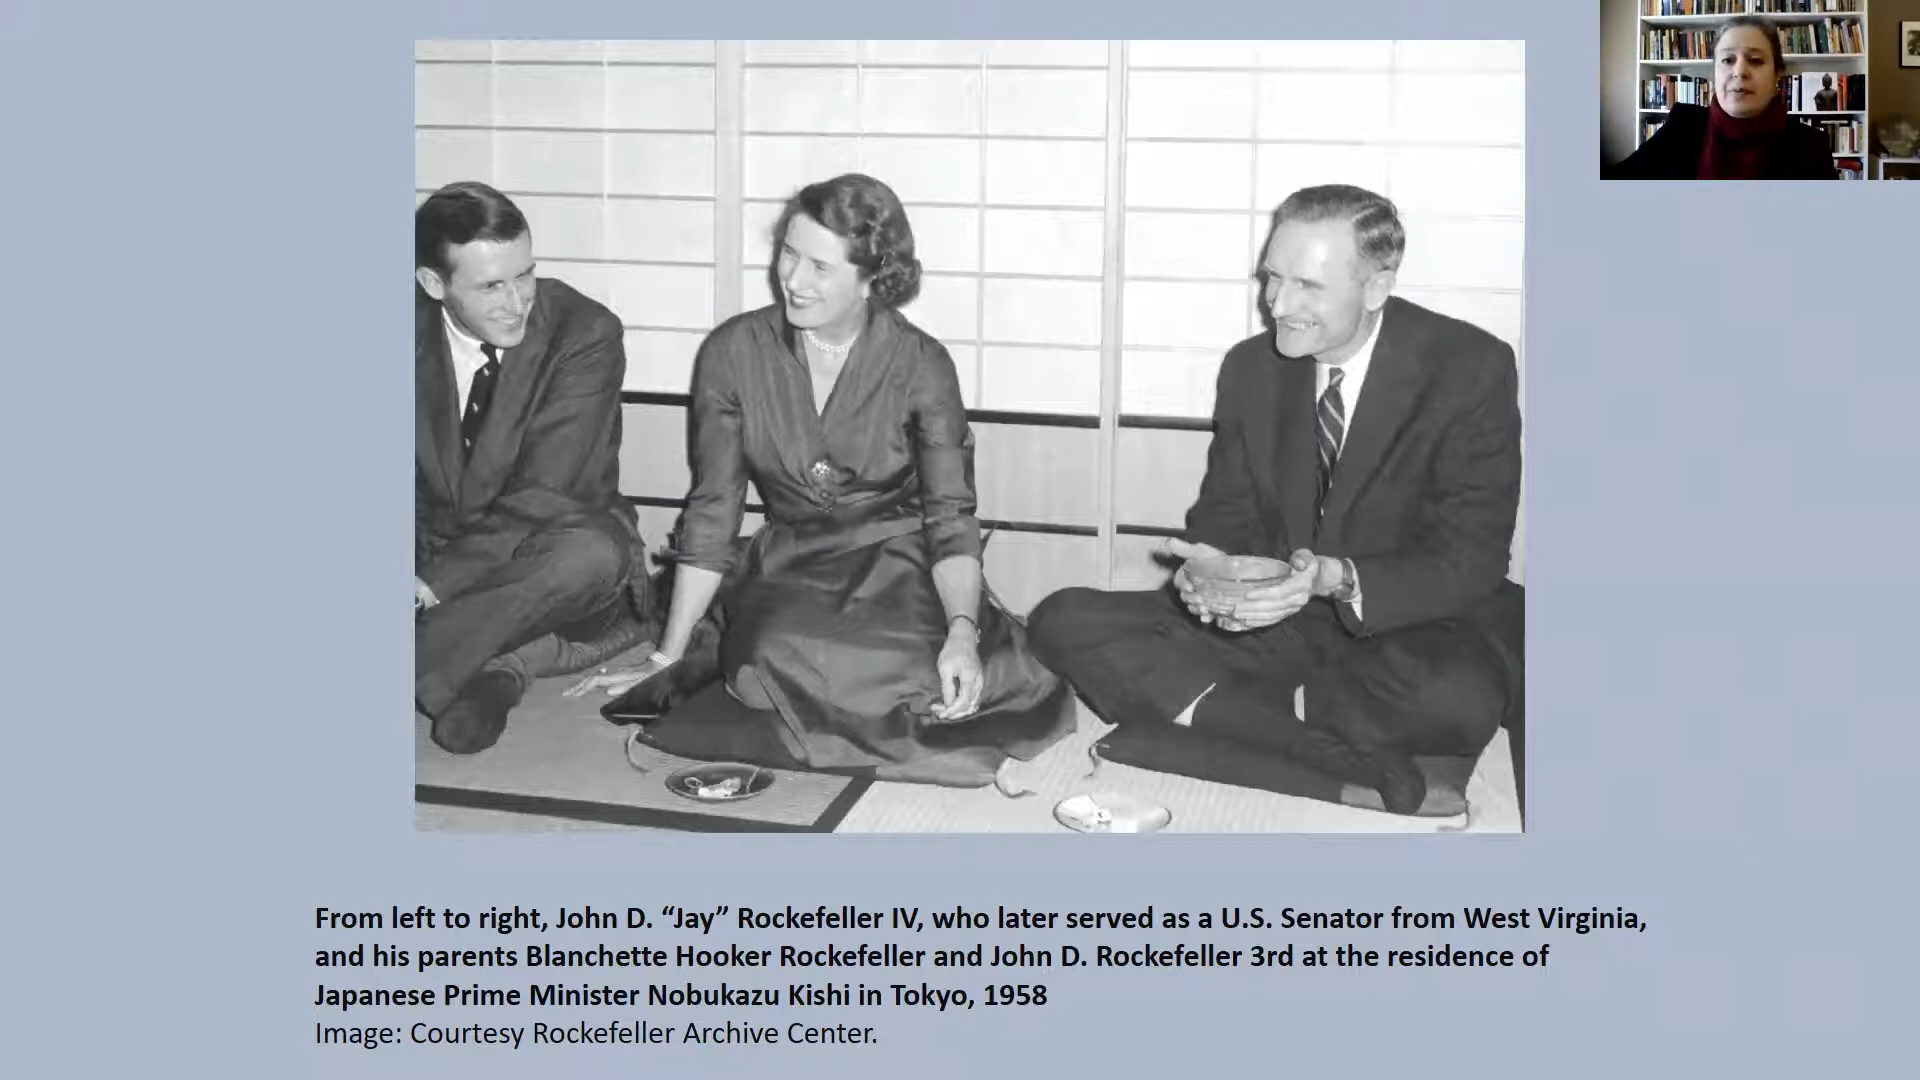 From left to right, John D. “Jay” Rockefeller IV, who later served as a U.S. Senator from West Virginia,
and his parents Blanchette Hooker Rockefeller and John D. Rockefeller 3rd at the residence of
Japanese Prime Minister Nobukazu Kishi in Tokyo, 1958
Image: Courtesy Rockefeller Archive Center.